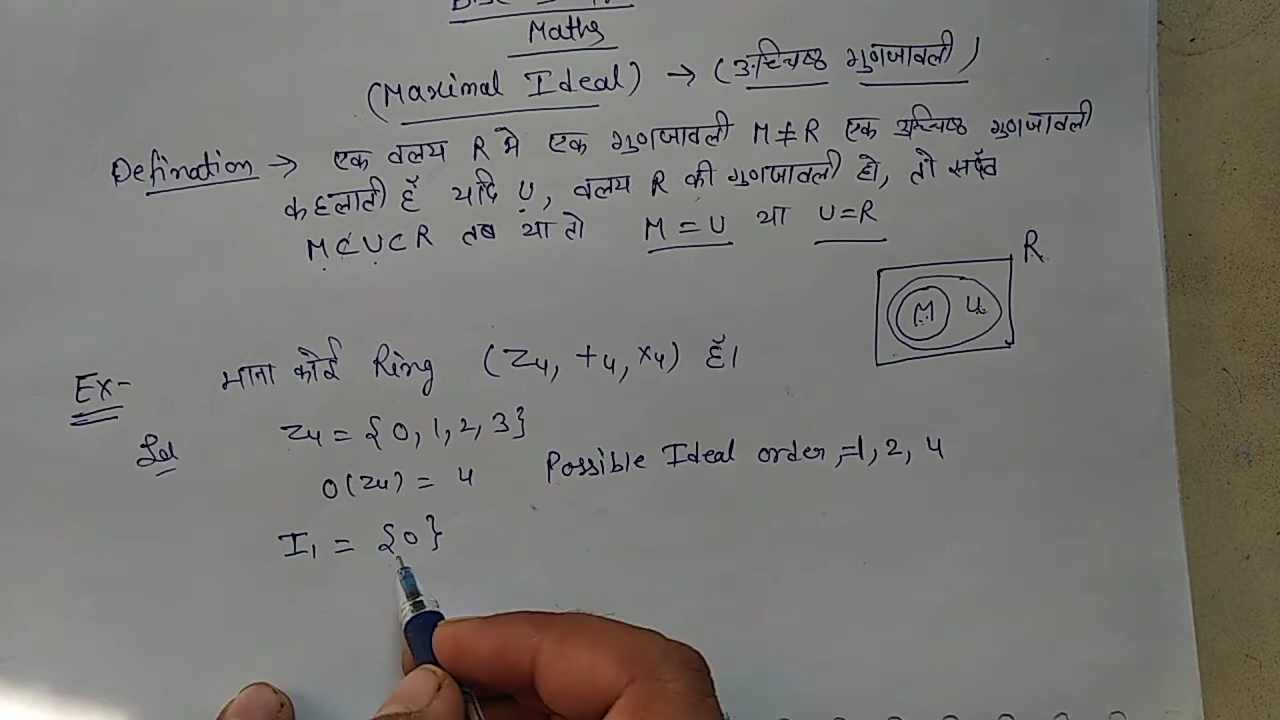 Maths
(Maximal Ideal) → (उच्चिष्ठ गुणजावली)
Defination → एक वलय R मे एक गुणजावली M≠R एक उच्चिष्ठ गुणजावली
कहलाती हैं यदि U, वलय R की गुणजावली हो, तो सदैव
M⊂U⊂R तब या तो M = U या U=R
R
M U
Ex- माना कोई Ring (Z4, +4, ×4) हैं।
Sol Z4 = {0, 1, 2, 3}
O(Z4) = 4 Possible Ideal order,=1, 2, 4
I1 = {0}